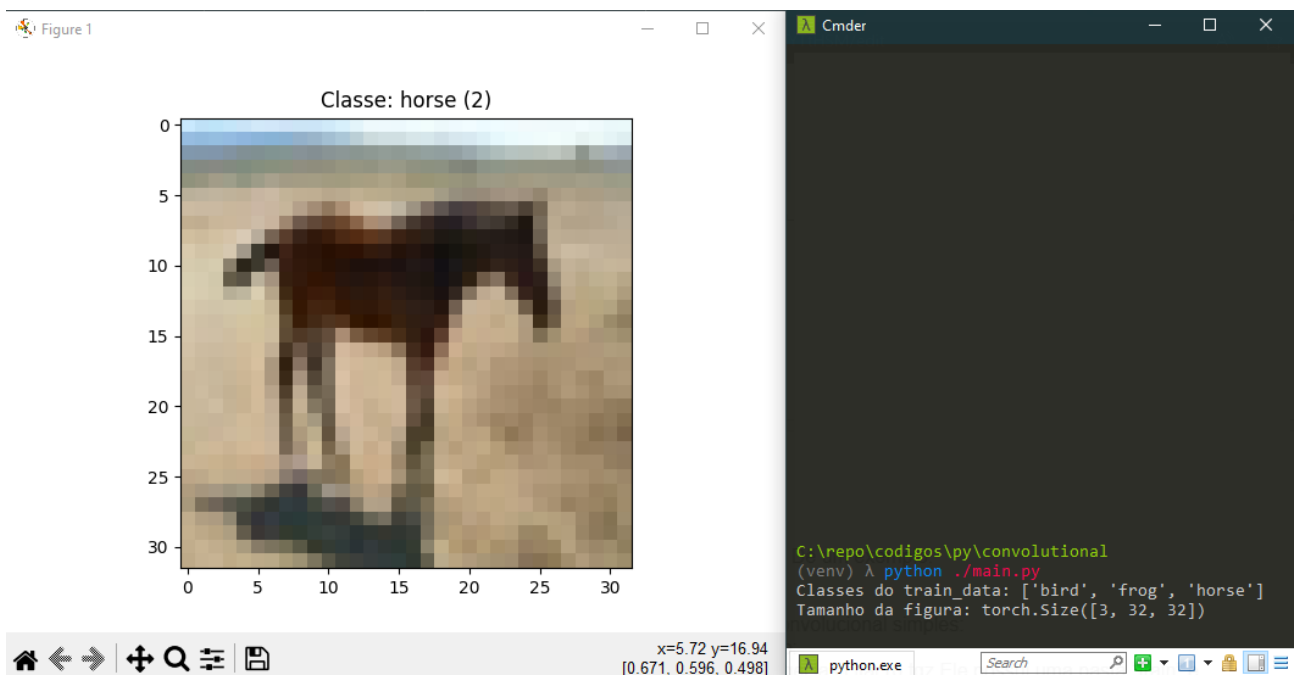 Figure 1
Classe: horse (2)
0
5
10
15
20
25
30
0 5 10 15 20 25 30
x=5.72 y=16.94
[0.671, 0.596, 0.498]
λ Cmder
C:\repo\codigos\py\convolutional
(venv) λ python ./main.py
Classes do train_data: ['bird', 'frog', 'horse']
Tamanho da figura: torch.Size([3, 32, 32])
nvolucional simples.
λ python.exe
Search